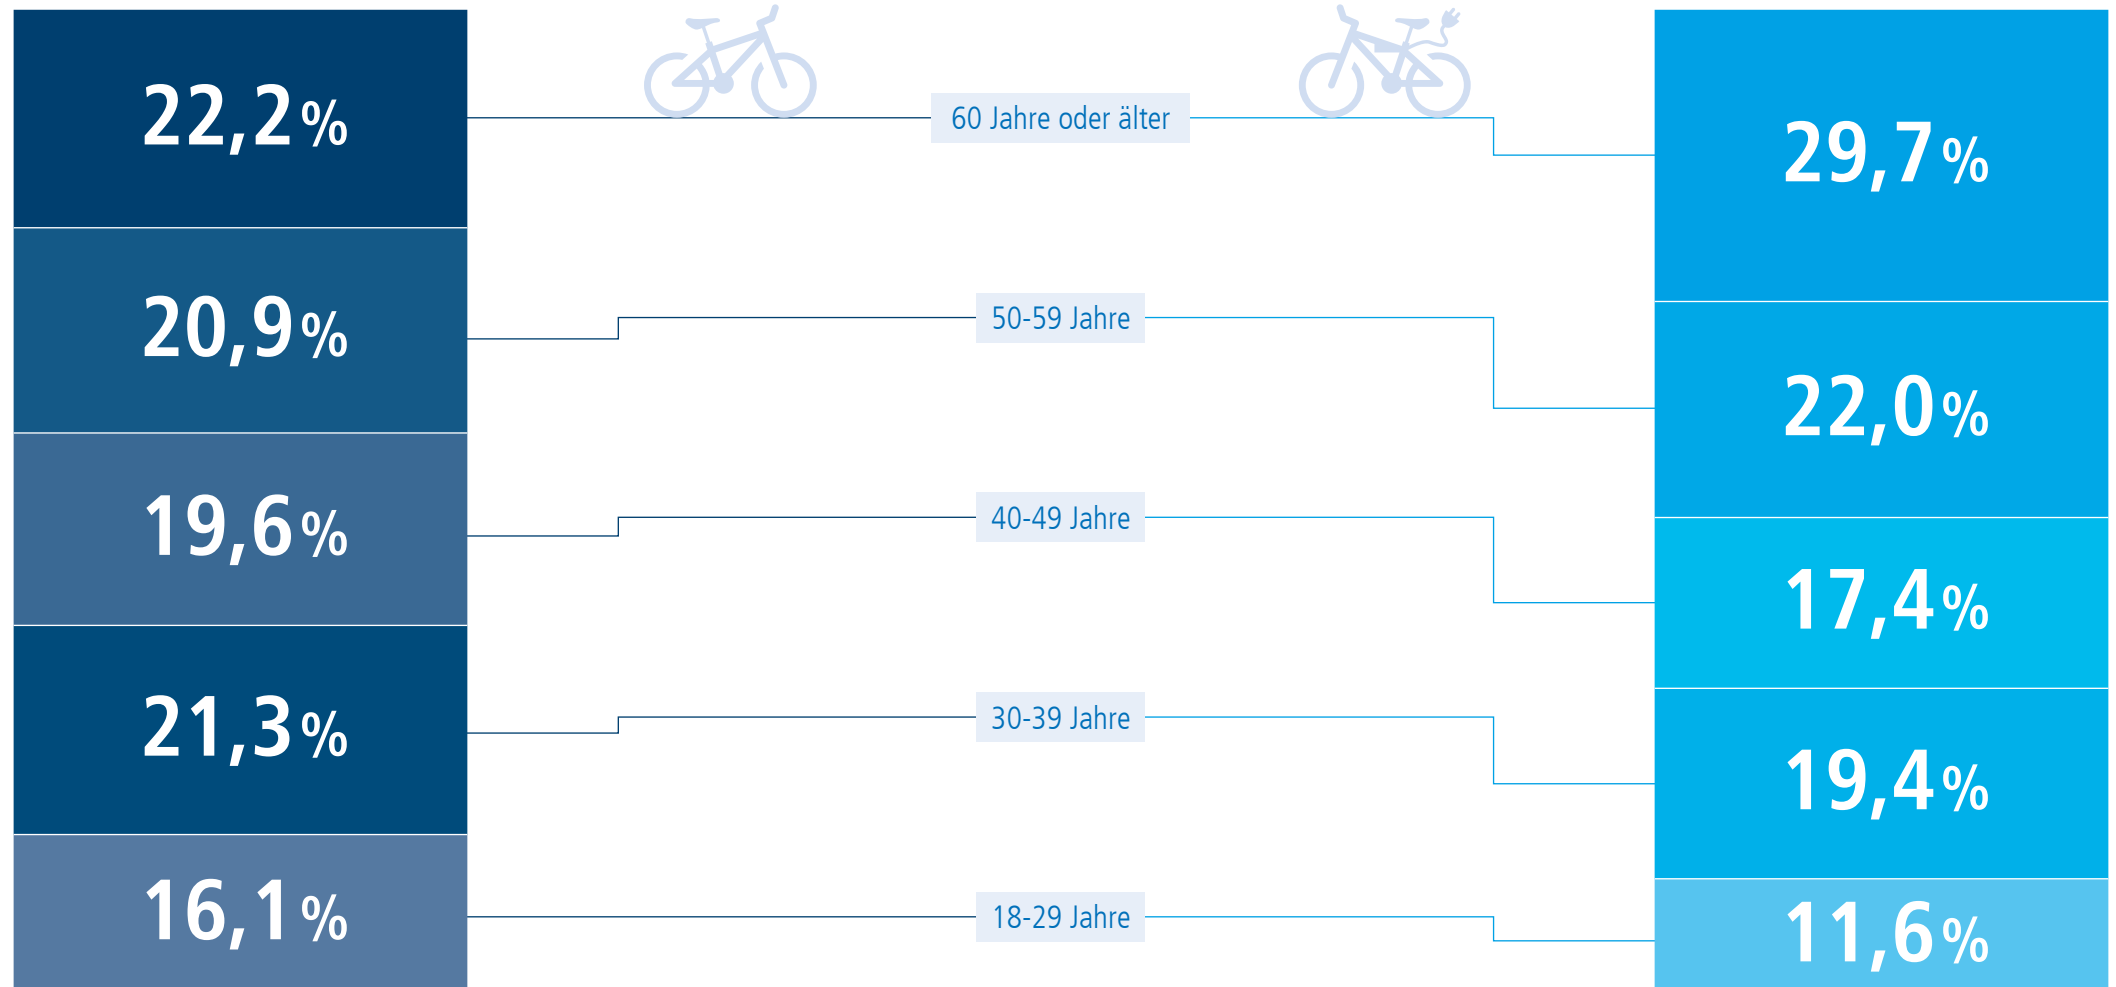 22,2 %
60 Jahre oder älter
29,7 %
20,9 %
50-59 Jahre
22,0 %
19,6 %
40-49 Jahre
17,4 %
21,3 %
30-39 Jahre
19,4 %
16,1 %
18-29 Jahre
11,6 %